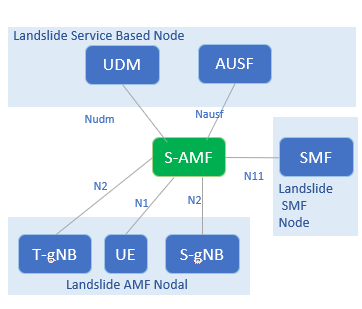 Landslide Service Based Node
UDM
AUSF
Nudm
Nausf
S-AMF
SMF
N11
N2
N1
N2
Landslide
SMF
Node
T-gNB
UE
S-gNB
Landslide AMF Nodal